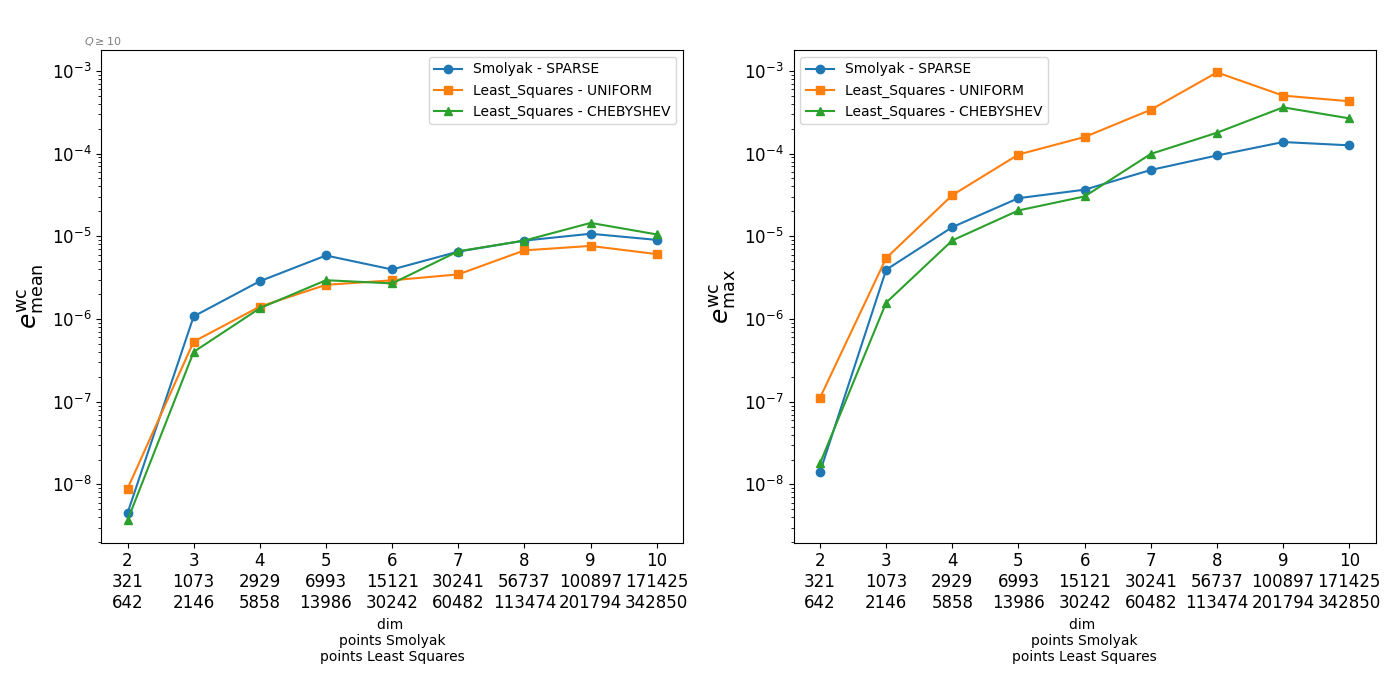 Q ≥ 10
Smolyak - SPARSE
Least_Squares - UNIFORM
Least_Squares - CHEBYSHEV
10⁻³
10⁻⁴
10⁻⁵
10⁻⁶
10⁻⁷
10⁻⁸
e^wc_mean
2 3 4 5 6 7 8 9 10
321 1073 2929 6993 15121 30241 56737 100897 171425
642 2146 5858 13986 30242 60482 113474 201794 342850
dim
points Smolyak
points Least Squares
Smolyak - SPARSE
Least_Squares - UNIFORM
Least_Squares - CHEBYSHEV
10⁻³
10⁻⁴
10⁻⁵
10⁻⁶
10⁻⁷
10⁻⁸
e^wc_max
2 3 4 5 6 7 8 9 10
321 1073 2929 6993 15121 30241 56737 100897 171425
642 2146 5858 13986 30242 60482 113474 201794 342850
dim
points Smolyak
points Least Squares